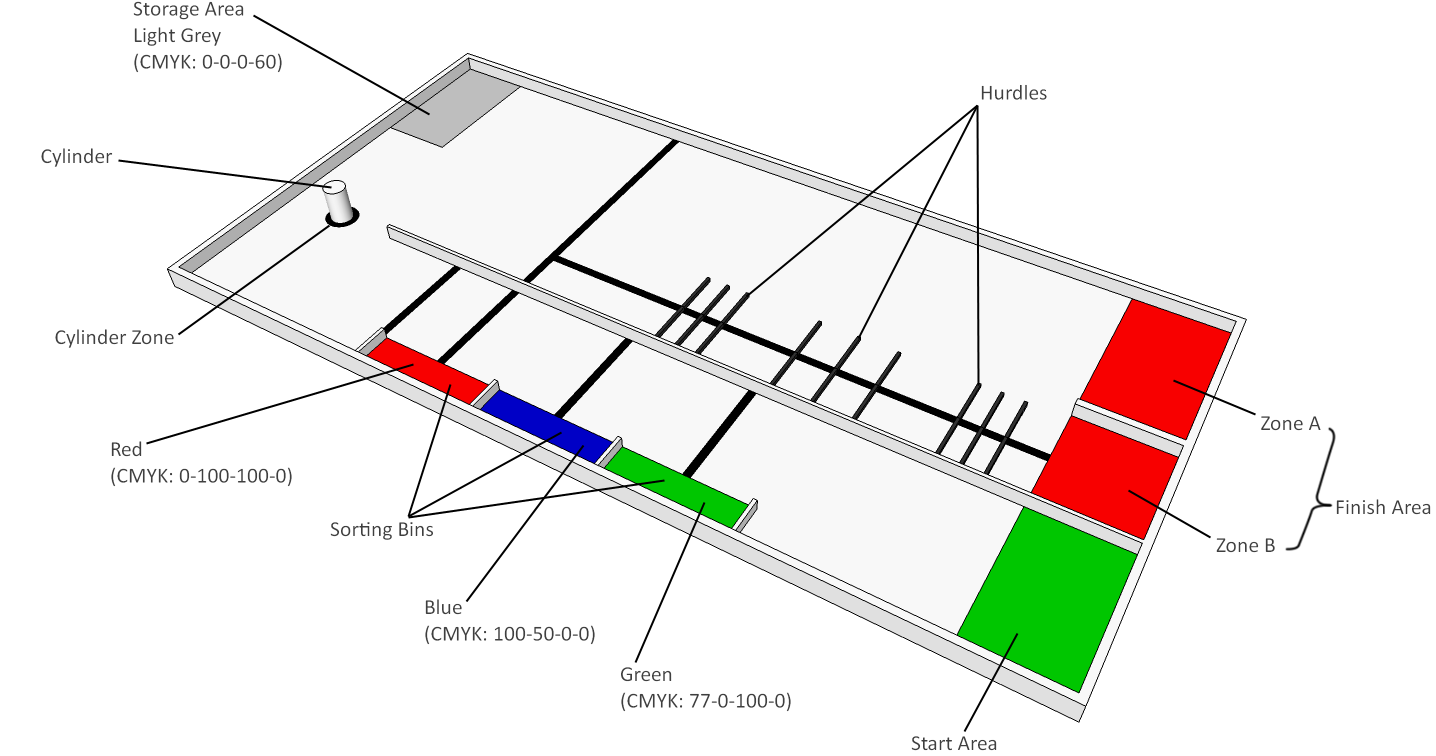 Storage Area
Light Grey
(CMYK: 0-0-0-60)
Hurdles
Cylinder
Cylinder Zone
Zone A
Red
(CMYK: 0-100-100-0)
Finish Area
Sorting Bins
Zone B
Blue
(CMYK: 100-50-0-0)
Green
(CMYK: 77-0-100-0)
Start Area